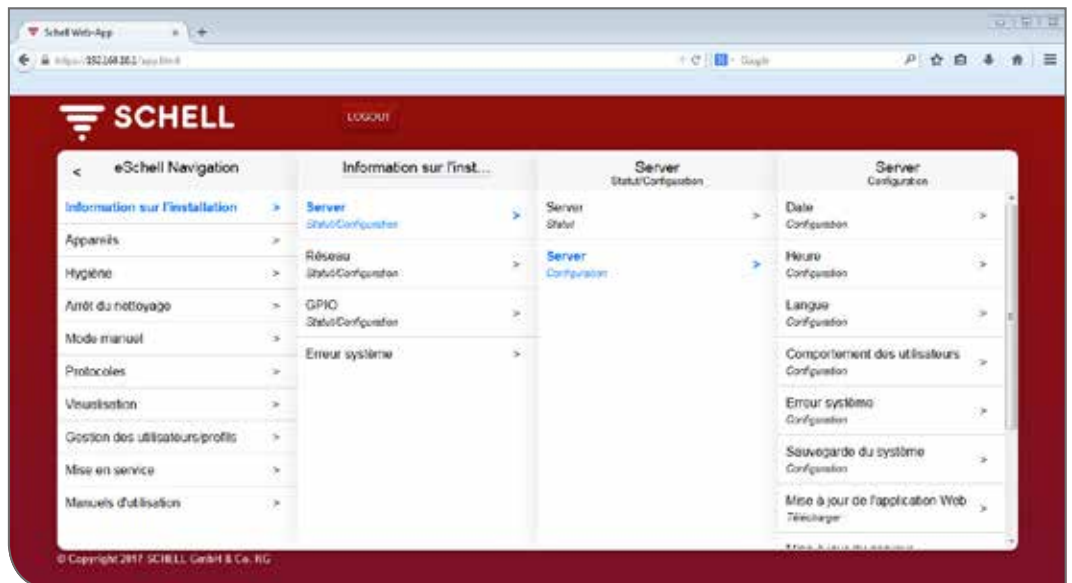 Schell Web-App
Google
SCHELL
LOGOUT
< eSchell Navigation
Information sur l'installation >
Appareils >
Hygiène >
Arrêt du nettoyage >
Mode manuel >
Protocoles >
Visualisation >
Gestion des utilisateurs/profils >
Mise en service >
Manuels d'utilisation >
Information sur l'inst...
Server >
Statut/Configuration
Réseau >
Statut/Configuration
GPIO >
Statut/Configuration
Erreur système >
Server
Statut/Configuration
Server >
Statut
Server >
Configuration
Server
Configuration
Date >
Configuration
Heure >
Configuration
Langue >
Configuration
Comportement des utilisateurs >
Configuration
Erreur système >
Configuration
Sauvegarde du système >
Configuration
Mise à jour de l'application Web >
Télécharger
© Copyright 2017 SCHELL GmbH & Co. KG